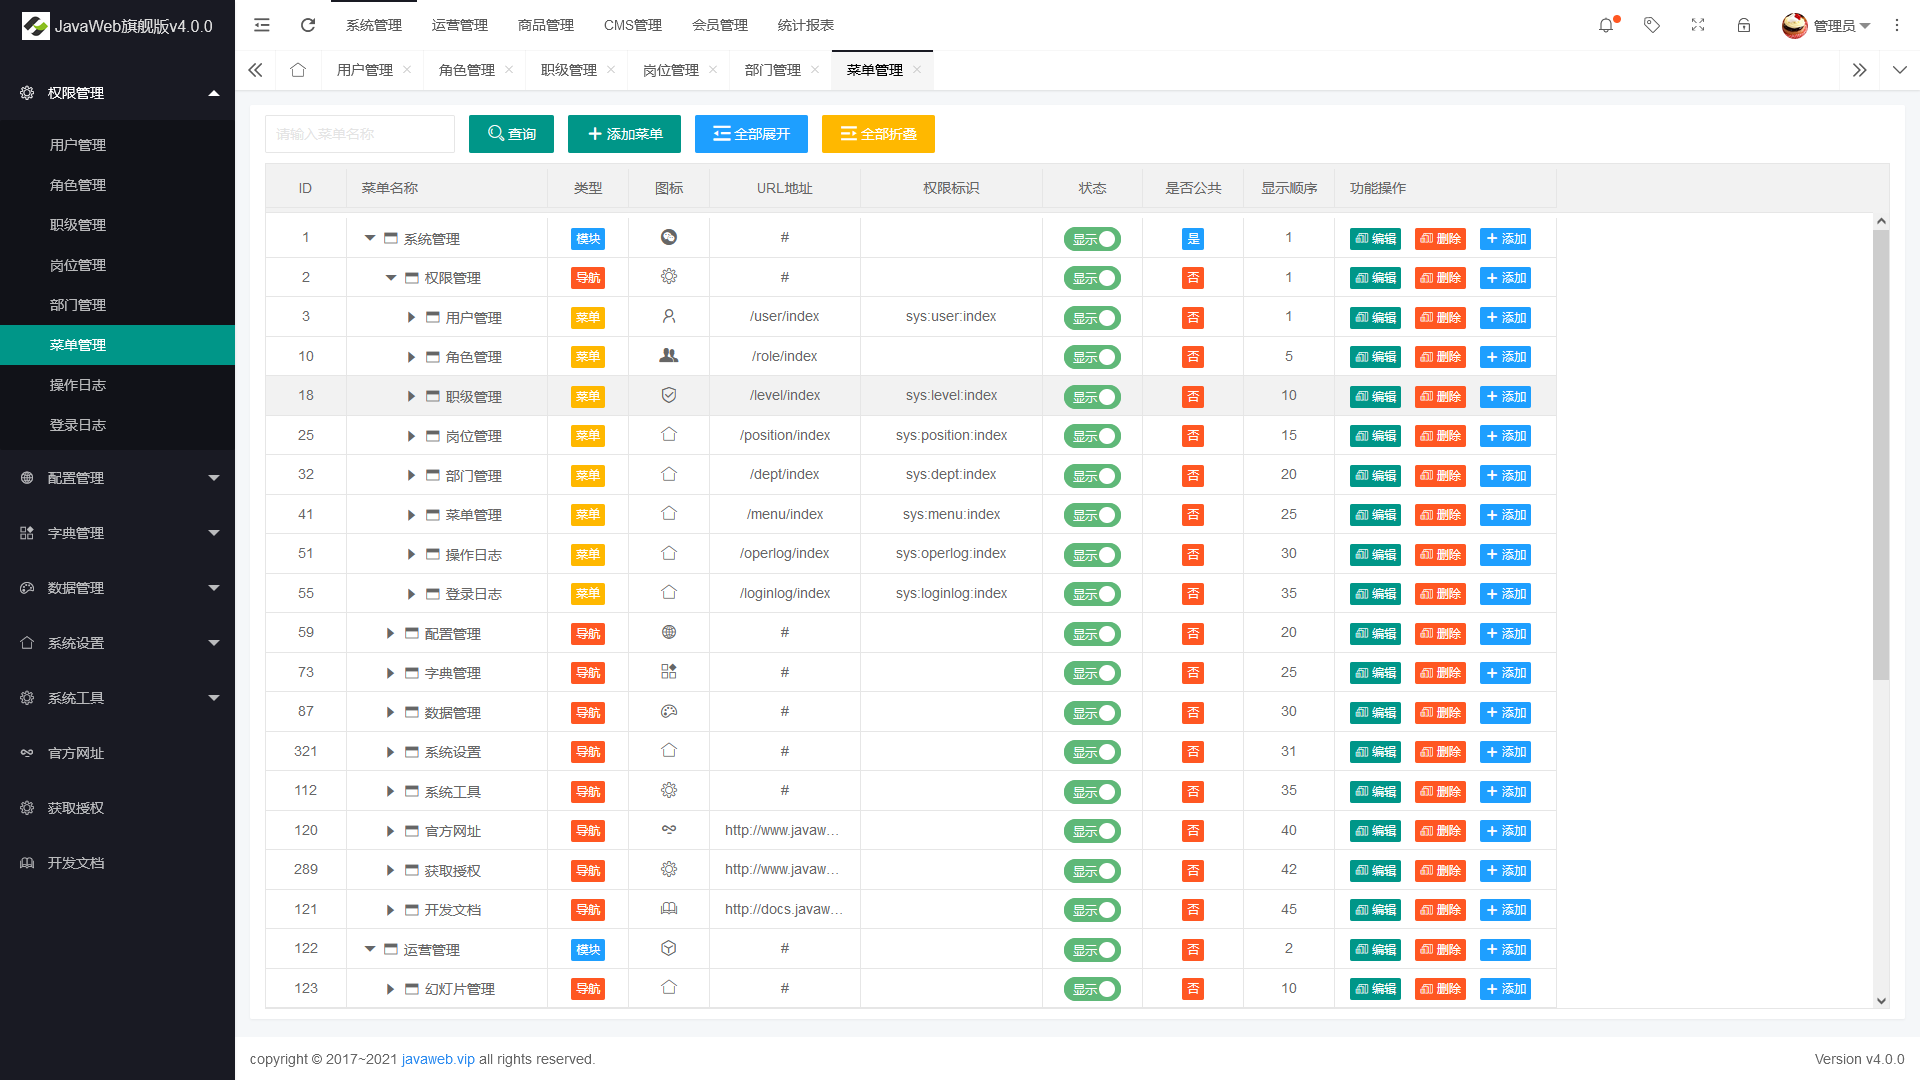 JavaWeb旗舰版v4.0.0
系统管理 运营管理 商品管理 CMS管理 会员管理 统计报表 管理员
用户管理 角色管理 职级管理 岗位管理 部门管理 菜单管理
权限管理
用户管理
角色管理
职级管理
岗位管理
部门管理
菜单管理
操作日志
登录日志
配置管理
字典管理
数据管理
系统设置
系统工具
官方网址
获取授权
开发文档
请输入菜单名称 查询 添加菜单 全部展开 全部折叠
ID 菜单名称 类型 图标 URL地址 权限标识 状态 是否公共 显示顺序 功能操作
1 系统管理 模块 # 显示 是 1 编辑 删除 添加
2 权限管理 导航 # 显示 否 1 编辑 删除 添加
3 用户管理 菜单 /user/index sys:user:index 显示 否 1 编辑 删除 添加
10 角色管理 菜单 /role/index 显示 否 5 编辑 删除 添加
18 职级管理 菜单 /level/index sys:level:index 显示 否 10 编辑 删除 添加
25 岗位管理 菜单 /position/index sys:position:index 显示 否 15 编辑 删除 添加
32 部门管理 菜单 /dept/index sys:dept:index 显示 否 20 编辑 删除 添加
41 菜单管理 菜单 /menu/index sys:menu:index 显示 否 25 编辑 删除 添加
51 操作日志 菜单 /operlog/index sys:operlog:index 显示 否 30 编辑 删除 添加
55 登录日志 菜单 /loginlog/index sys:loginlog:index 显示 否 35 编辑 删除 添加
59 配置管理 导航 # 显示 否 20 编辑 删除 添加
73 字典管理 导航 # 显示 否 25 编辑 删除 添加
87 数据管理 导航 # 显示 否 30 编辑 删除 添加
321 系统设置 导航 # 显示 否 31 编辑 删除 添加
112 系统工具 导航 # 显示 否 35 编辑 删除 添加
120 官方网址 导航 http://www.javaw... 显示 否 40 编辑 删除 添加
289 获取授权 导航 http://www.javaw... 显示 否 42 编辑 删除 添加
121 开发文档 导航 http://docs.javaw... 显示 否 45 编辑 删除 添加
122 运营管理 模块 # 显示 否 2 编辑 删除 添加
123 幻灯片管理 导航 # 显示 否 10 编辑 删除 添加
copyright © 2017~2021 javaweb.vip all rights reserved. Version v4.0.0